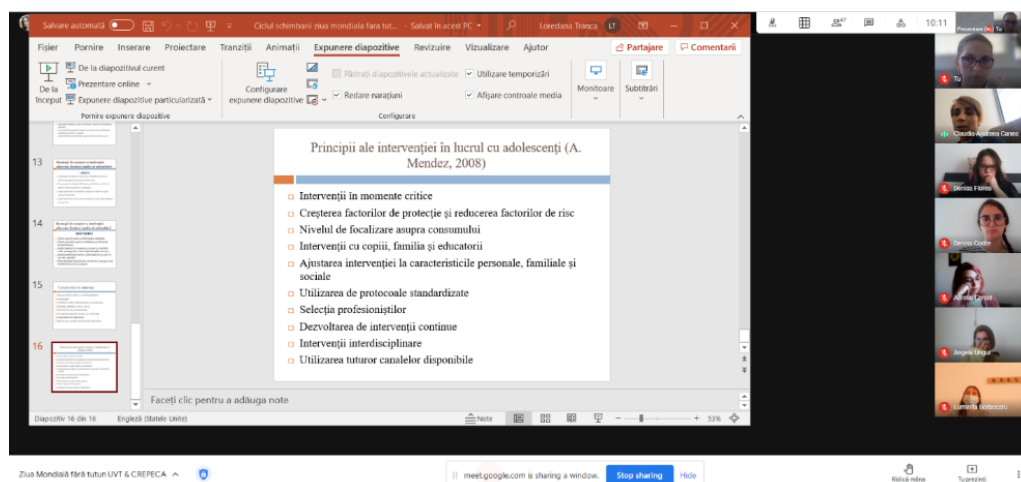 Salvare automată
Ciclul schimbarii ziua mondiala fara tut... - Salvat în acest PC
Loredana Tranca
LT
10:11
Fișier Pornire Inserare Proiectare Tranziții Animații Expunere diapozitive Revizuire Vizualizare Ajutor
Partajare
Comentarii
De la început
De la diapozitivul curent
Prezentare online
Expunere diapozitive particularizată
Configurare expunere diapozitive
Păstrați diapozitivele actualizate
Redare narațiuni
Utilizare temporizări
Afișare controale media
Monitoare
Subtitrări
Pornire expunere diapozitive
Configurare
13
14
15
16
Principii ale intervenției în lucrul cu adolescenți (A.
Mendez, 2008)
Intervenții în momente critice
Creșterea factorilor de protecție și reducerea factorilor de risc
Nivelul de focalizare asupra consumului
Intervenții cu copiii, familia și educatorii
Ajustarea intervenției la caracteristicile personale, familiale și
sociale
Utilizarea de protocoale standardizate
Selecția profesioniștilor
Dezvoltarea de intervenții continue
Intervenții interdisciplinare
Utilizarea tuturor canalelor disponibile
Faceți clic pentru a adăuga note
Diapozitiv 16 din 16
Engleză (Statele Unite)
Note
53%
Tu
Claudia Andreea Canea
Denisa Florea
Angela Ungur
Ziua Mondială fără tutun UVT & CREPECA
meet.google.com is sharing a window.
Stop sharing
Hide
Ridică mâna
Tu prezinți